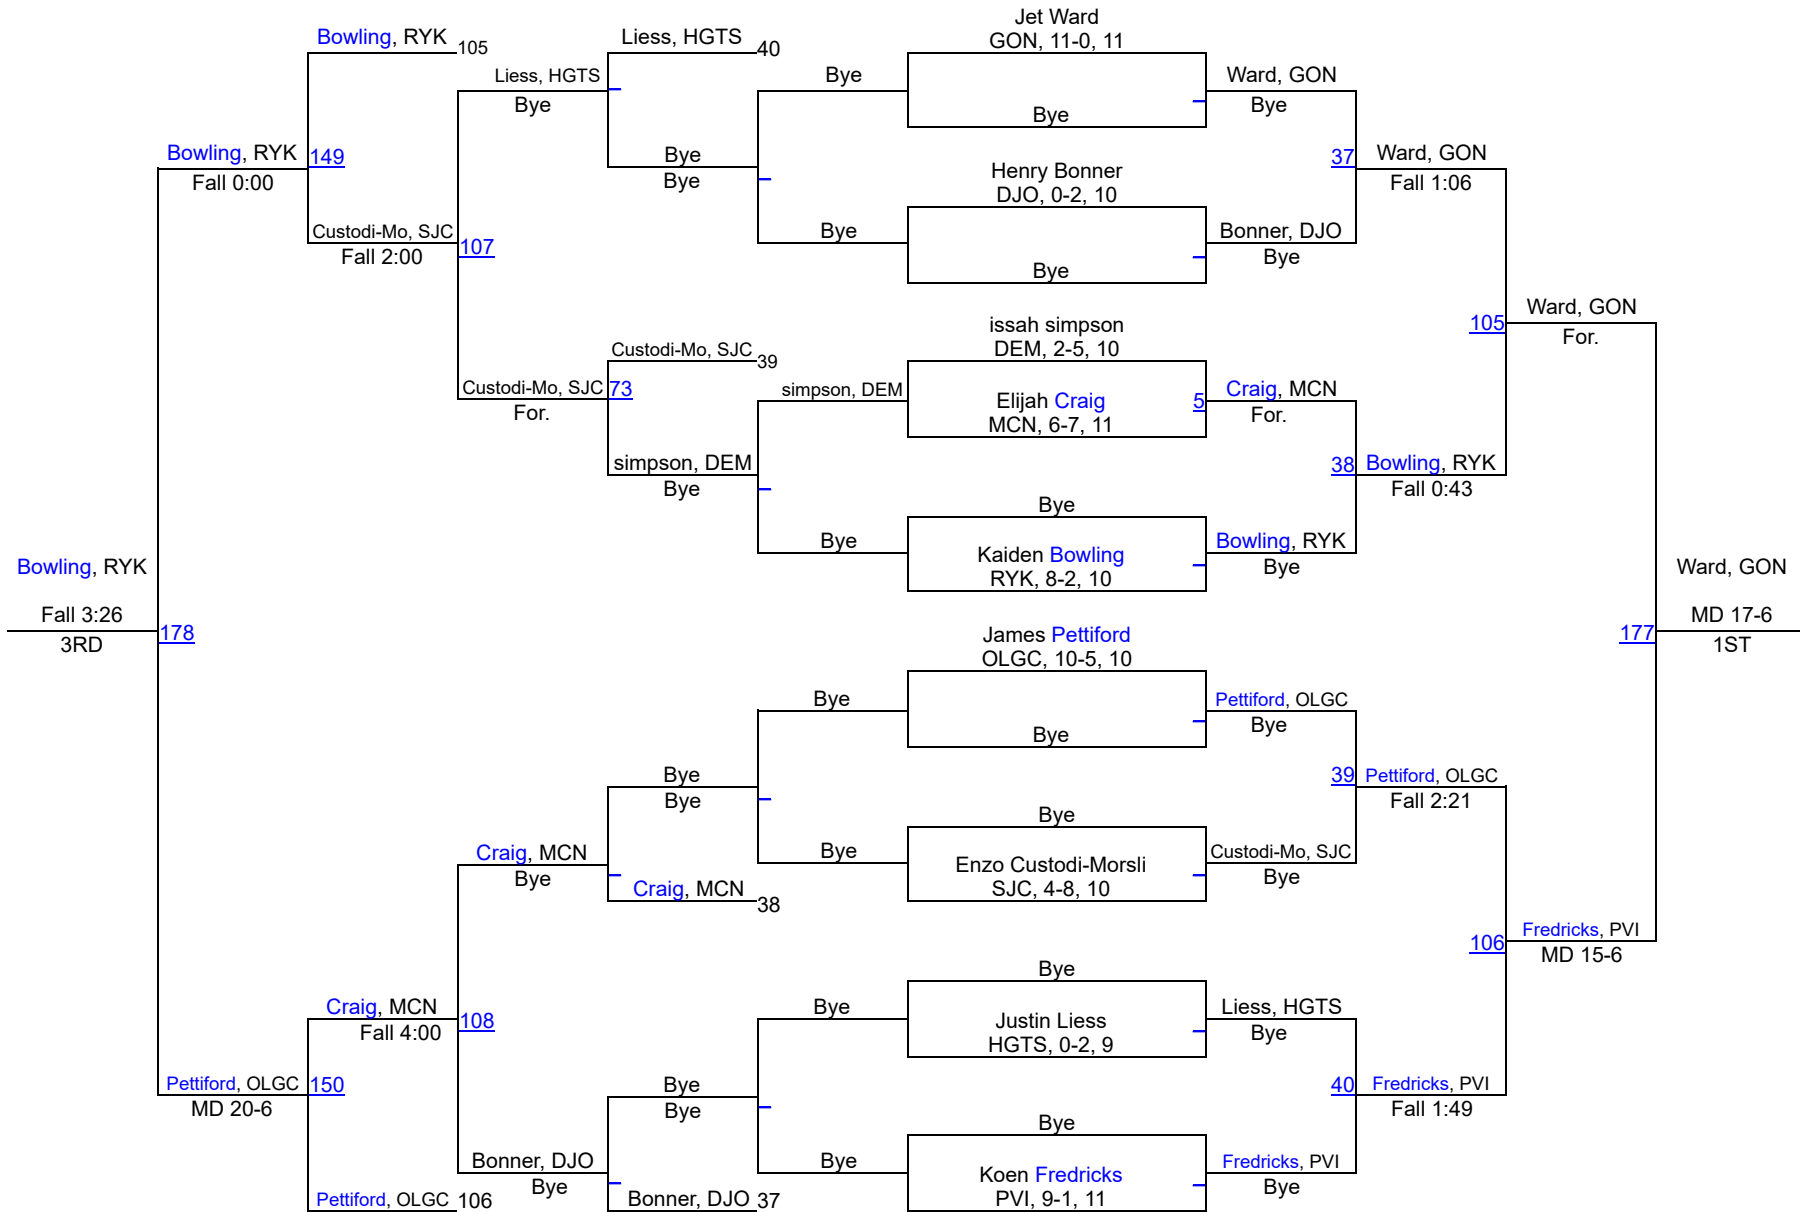 Jet Ward
Bowling, RYK
105
Liess, HGTS
40
GON, 11-0, 11
Liess, HGTS
Bye
Bye
Ward, GON
Bye
Bye
Bye
Bowling, RYK
149
Bye
37
Ward, GON
Fall 0:00
Bye
Henry Bonner
Fall 1:06
DJO, 0-2, 10
Custodi-Mo, SJC
107
Bye
Bonner, DJO
Fall 2:00
Bye
Bye
issah simpson
Ward, GON
105
Custodi-Mo, SJC
39
DEM, 2-5, 10
For.
Custodi-Mo, SJC
73
simpson, DEM
Elijah Craig
5
Craig, MCN
For.
MCN, 6-7, 11
For.
simpson, DEM
38
Bowling, RYK
Bye
Fall 0:43
Bye
Bye
Kaiden Bowling
Bowling, RYK
Bowling, RYK
RYK, 8-2, 10
Bye
Ward, GON
Fall 3:26
MD 17-6
178
James Pettiford
177
3RD
OLGC, 10-5, 10
1ST
Bye
Pettiford, OLGC
Bye
Bye
Bye
39
Pettiford, OLGC
Bye
Fall 2:21
Bye
Craig, MCN
Bye
Enzo Custodi-Morsli
Custodi-Mo, SJC
Bye
Craig, MCN
38
SJC, 4-8, 10
Bye
106
Fredricks, PVI
MD 15-6
Bye
Craig, MCN
108
Bye
Justin Liess
Liess, HGTS
Fall 4:00
HGTS, 0-2, 9
Bye
Pettiford, OLGC
150
Bye
40
Fredricks, PVI
MD 20-6
Bye
Fall 1:49
Bye
Bonner, DJO
Bye
Koen Fredricks
Fredricks, PVI
Bye
PVI, 9-1, 11
Bye
Pettiford, OLGC
106
Bonner, DJO
37